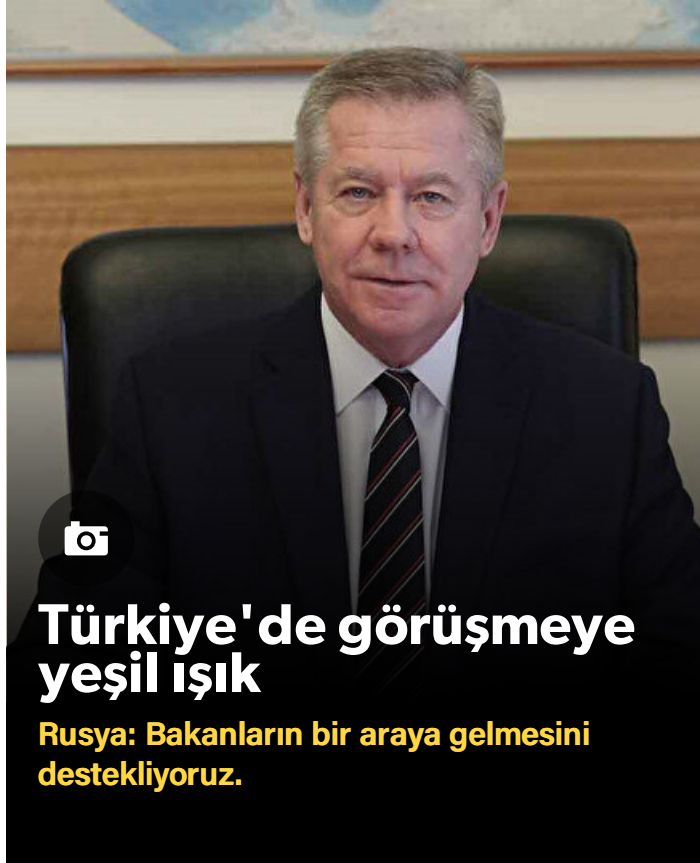 Türkiye'de görüşmeye
yeşil ışık
Rusya: Bakanların bir araya gelmesini
destekliyoruz.